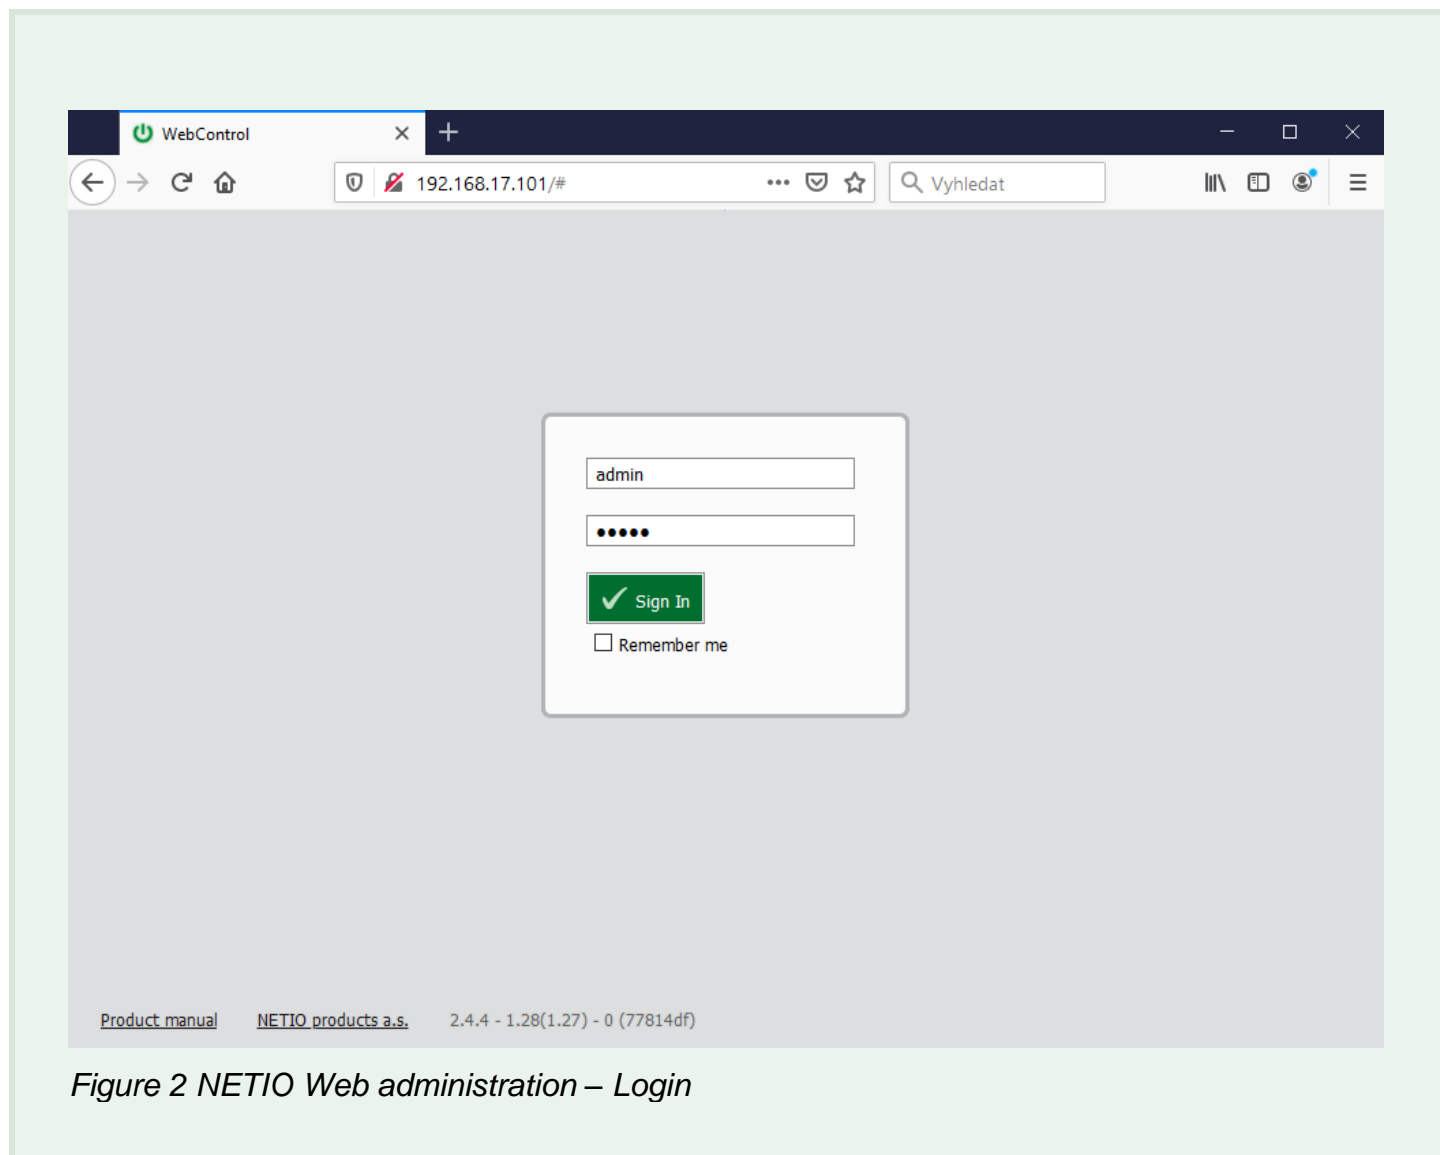 WebControl
192.168.17.101/#
Vyhledat
admin
•••••
Sign In
Remember me
Product manual NETIO products a.s. 2.4.4 - 1.28(1.27) - 0 (77814df)
Figure 2 NETIO Web administration – Login